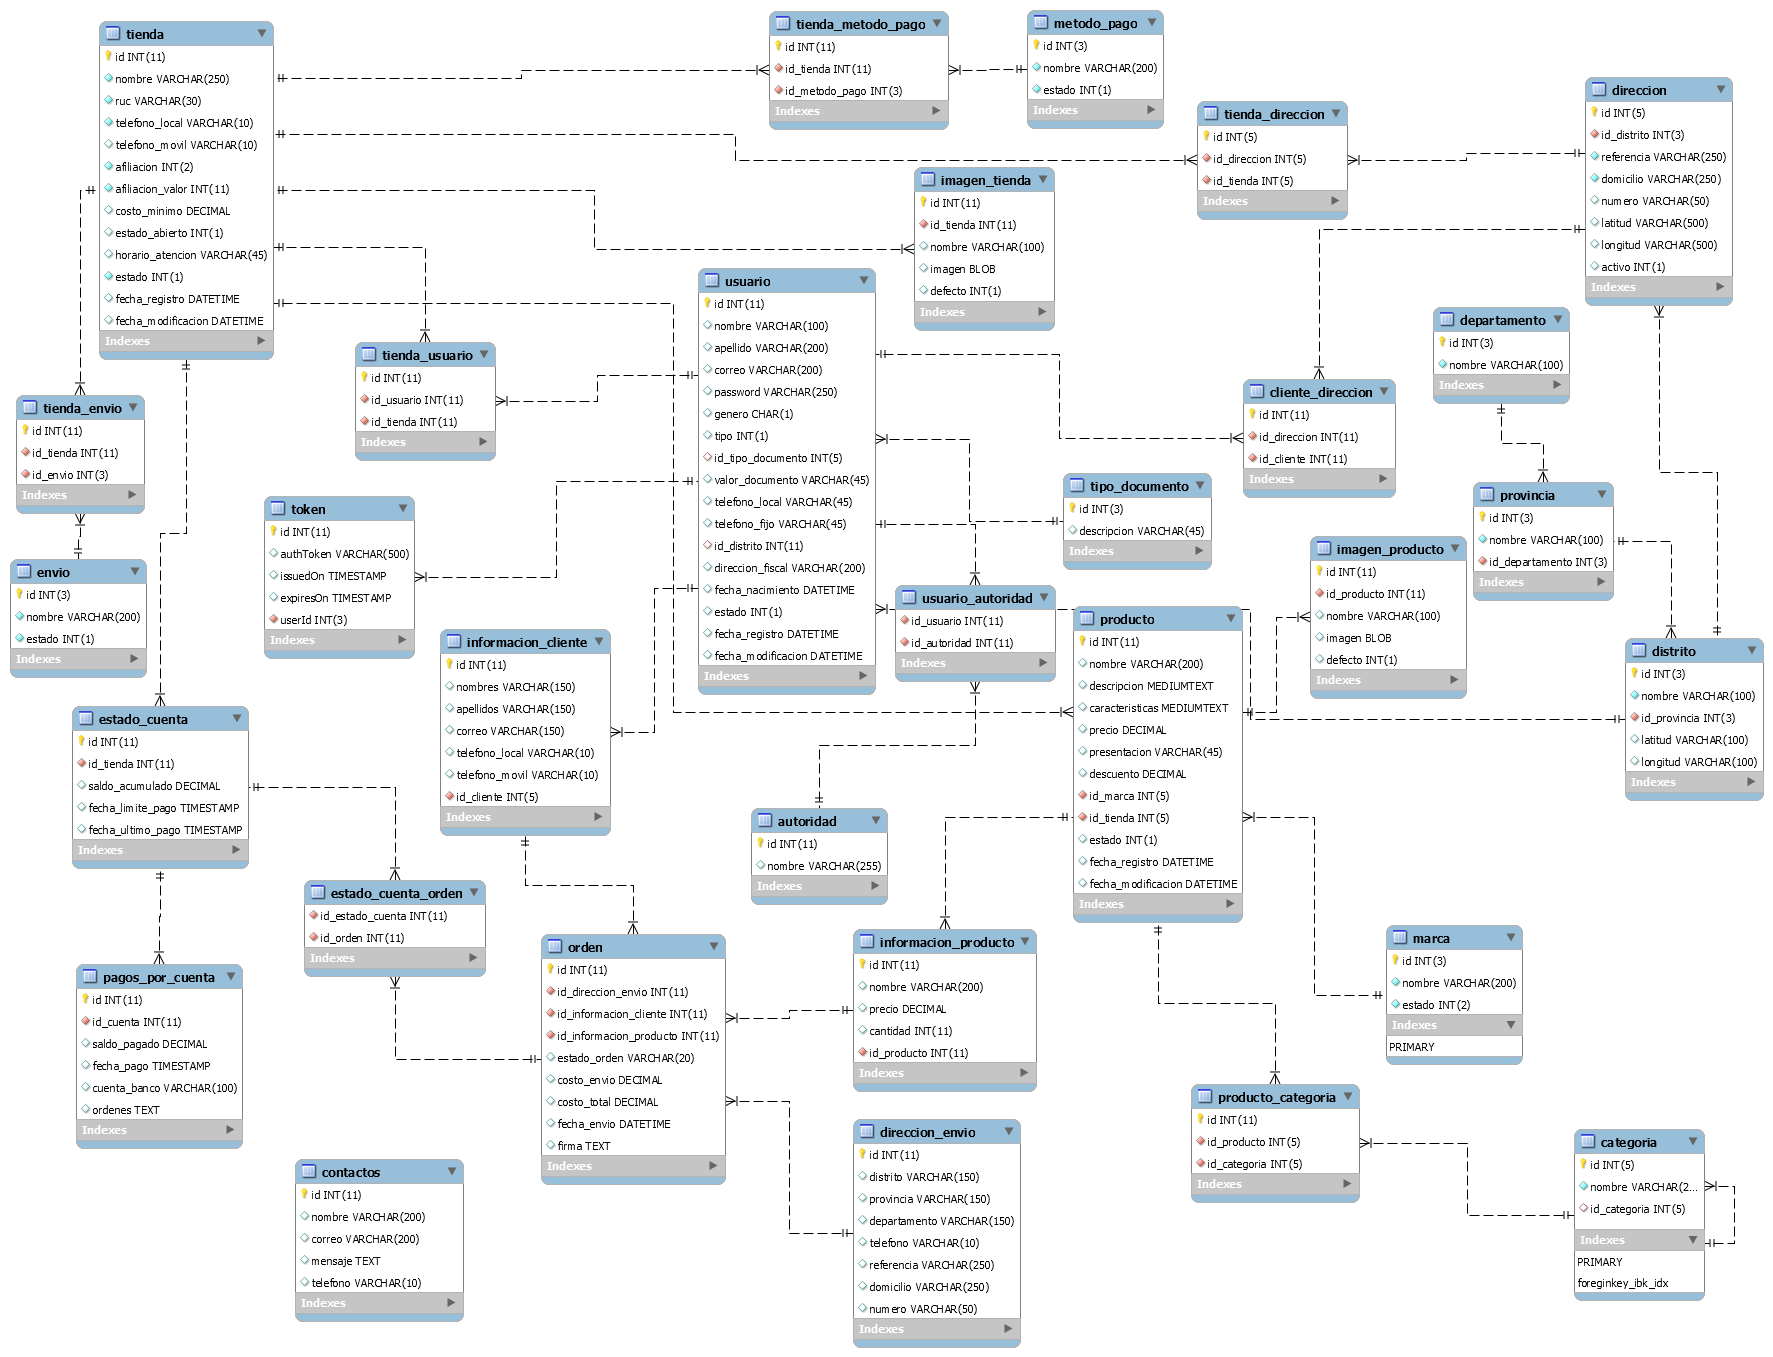 tienda
id INT(11)
nombre VARCHAR(250)
ruc VARCHAR(30)
telefono_local VARCHAR(10)
telefono_movil VARCHAR(10)
afiliacion INT(2)
afiliacion_valor INT(11)
costo_minimo DECIMAL
estado_abierto INT(1)
horario_atencion VARCHAR(45)
estado INT(1)
fecha_registro DATETIME
fecha_modificacion DATETIME
Indexes
tienda_metodo_pago
id INT(11)
id_tienda INT(11)
id_metodo_pago INT(3)
Indexes
metodo_pago
id INT(3)
nombre VARCHAR(200)
estado INT(1)
Indexes
tienda_direccion
id INT(5)
id_direccion INT(5)
id_tienda INT(5)
Indexes
direccion
id INT(5)
id_distrito INT(3)
referencia VARCHAR(250)
domicilio VARCHAR(250)
numero VARCHAR(50)
latitud VARCHAR(500)
longitud VARCHAR(500)
activo INT(1)
Indexes
imagen_tienda
id INT(11)
id_tienda INT(11)
nombre VARCHAR(100)
imagen BLOB
defecto INT(1)
Indexes
usuario
id INT(11)
nombre VARCHAR(100)
apellido VARCHAR(200)
correo VARCHAR(200)
password VARCHAR(250)
genero CHAR(1)
tipo INT(1)
id_tipo_documento INT(5)
valor_documento VARCHAR(45)
telefono_local VARCHAR(45)
telefono_fijo VARCHAR(45)
id_distrito INT(11)
direccion_fiscal VARCHAR(200)
fecha_nacimiento DATETIME
estado INT(1)
fecha_registro DATETIME
fecha_modificacion DATETIME
Indexes
tienda_usuario
id INT(11)
id_usuario INT(11)
id_tienda INT(11)
Indexes
departamento
id INT(3)
nombre VARCHAR(100)
Indexes
cliente_direccion
id INT(11)
id_direccion INT(11)
id_cliente INT(11)
Indexes
tienda_envio
id INT(11)
id_tienda INT(11)
id_envio INT(3)
Indexes
envio
id INT(3)
nombre VARCHAR(200)
estado INT(1)
Indexes
token
id INT(11)
authToken VARCHAR(500)
issuedOn TIMESTAMP
expiresOn TIMESTAMP
userId INT(3)
Indexes
tipo_documento
id INT(3)
descripcion VARCHAR(45)
Indexes
provincia
id INT(3)
nombre VARCHAR(100)
id_departamento INT(3)
Indexes
imagen_producto
id INT(11)
id_producto INT(11)
nombre VARCHAR(100)
imagen BLOB
defecto INT(1)
Indexes
usuario_autoridad
id_usuario INT(11)
id_autoridad INT(11)
Indexes
producto
id INT(11)
nombre VARCHAR(200)
descripcion MEDIUMTEXT
caracteristicas MEDIUMTEXT
precio DECIMAL
presentacion VARCHAR(45)
descuento DECIMAL
id_marca INT(5)
id_tienda INT(5)
estado INT(1)
fecha_registro DATETIME
fecha_modificacion DATETIME
Indexes
distrito
id INT(3)
nombre VARCHAR(100)
id_provincia INT(3)
latitud VARCHAR(100)
longitud VARCHAR(100)
Indexes
informacion_cliente
id INT(11)
nombres VARCHAR(150)
apellidos VARCHAR(150)
correo VARCHAR(150)
telefono_local VARCHAR(10)
telefono_movil VARCHAR(10)
id_cliente INT(5)
Indexes
estado_cuenta
id INT(11)
id_tienda INT(11)
saldo_acumulado DECIMAL
fecha_limite_pago TIMESTAMP
fecha_ultimo_pago TIMESTAMP
Indexes
autoridad
id INT(11)
nombre VARCHAR(255)
Indexes
estado_cuenta_orden
id_estado_cuenta INT(11)
id_orden INT(11)
Indexes
pagos_por_cuenta
id INT(11)
id_cuenta INT(11)
saldo_pagado DECIMAL
fecha_pago TIMESTAMP
cuenta_banco VARCHAR(100)
ordenes TEXT
Indexes
orden
id INT(11)
id_direccion_envio INT(11)
id_informacion_cliente INT(11)
id_informacion_producto INT(11)
estado_orden VARCHAR(20)
costo_envio DECIMAL
costo_total DECIMAL
fecha_envio DATETIME
firma TEXT
Indexes
informacion_producto
id INT(11)
nombre VARCHAR(200)
precio DECIMAL
cantidad INT(11)
id_producto INT(11)
Indexes
marca
id INT(3)
nombre VARCHAR(200)
estado INT(2)
Indexes
PRIMARY
producto_categoria
id INT(11)
id_producto INT(5)
id_categoria INT(5)
Indexes
categoria
id INT(5)
nombre VARCHAR(2...
id_categoria INT(5)
Indexes
PRIMARY
foreginkey_ibk_idx
direccion_envio
id INT(11)
distrito VARCHAR(150)
provincia VARCHAR(150)
departamento VARCHAR(150)
telefono VARCHAR(10)
referencia VARCHAR(250)
domicilio VARCHAR(250)
numero VARCHAR(50)
Indexes
contactos
id INT(11)
nombre VARCHAR(200)
correo VARCHAR(200)
mensaje TEXT
telefono VARCHAR(10)
Indexes